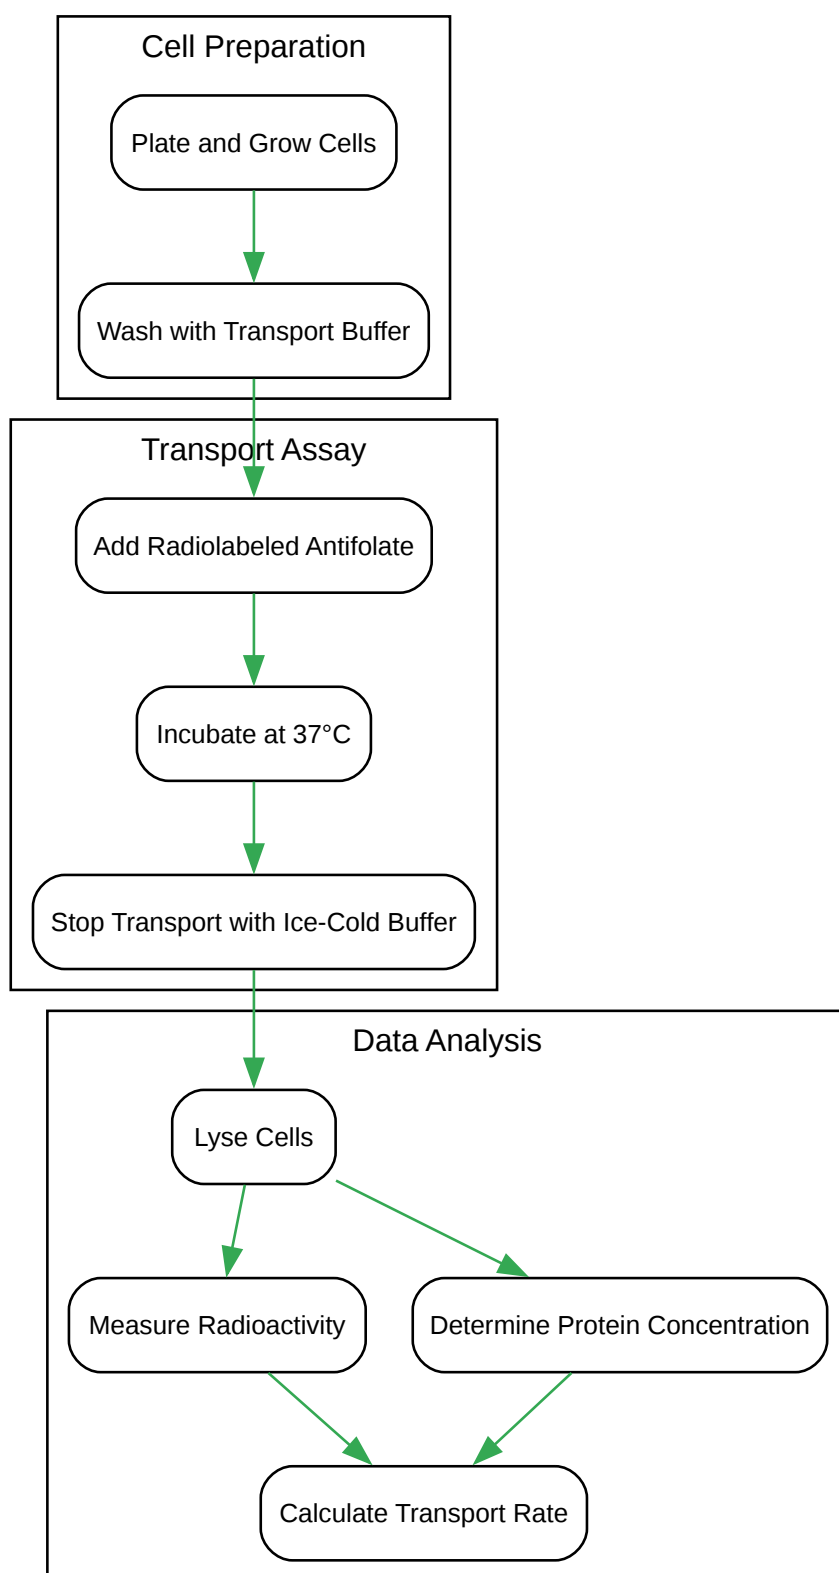 Cell Preparation
Plate and Grow Cells
Wash with Transport Buffer
Transport Assay
Add Radiolabeled Antifolate
Incubate at 37°C
Stop Transport with Ice-Cold Buffer
Data Analysis
Lyse Cells
Measure Radioactivity
Determine Protein Concentration
Calculate Transport Rate